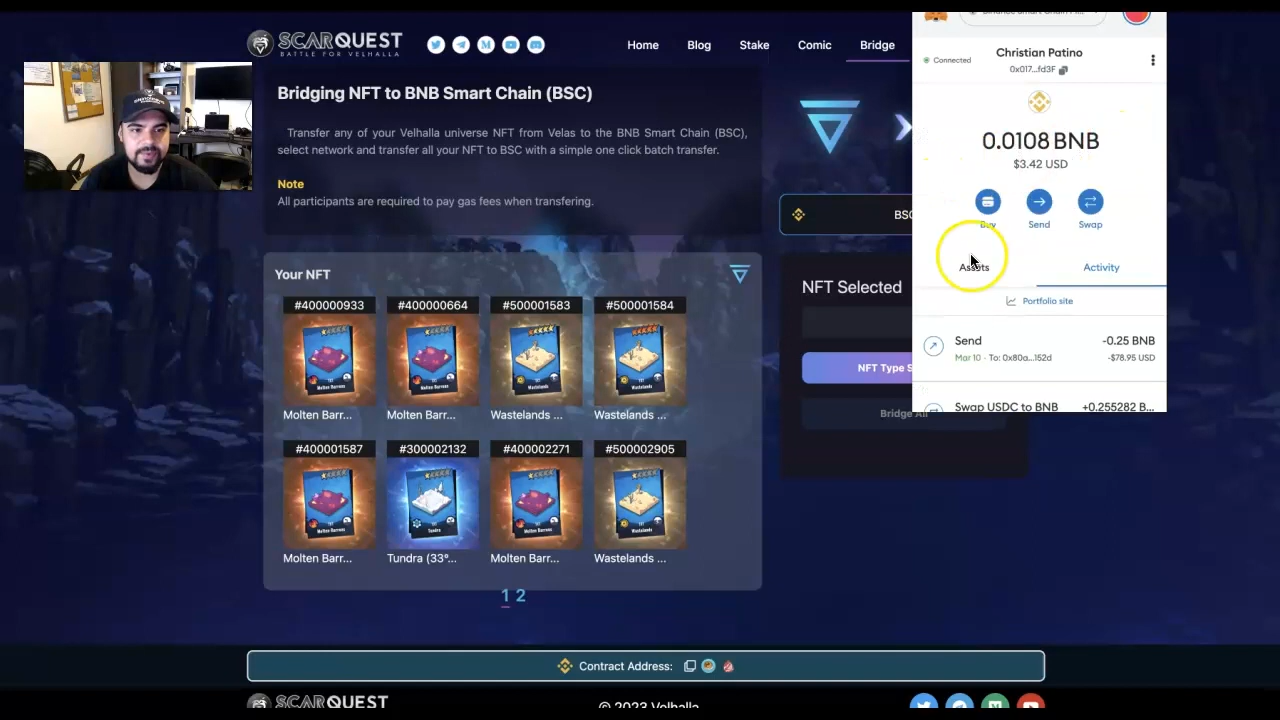 SCARQUEST
BATTLE FOR VELHALLA
Home
Blog
Stake
Comic
Bridge
Bridging NFT to BNB Smart Chain (BSC)
Transfer any of your Velhalla universe NFT from Velas to the BNB Smart Chain (BSC),
select network and transfer all your NFT to BSC with a simple one click batch transfer.
Note
All participants are required to pay gas fees when transfering.
Your NFT
#400000933
#400000664
#500001583
#500001584
Molten Barr...
Molten Barr...
Wastelands ...
Wastelands ...
#400001587
#300002132
#400002271
#500002905
Molten Barr...
Tundra (33°...
Molten Barr...
Wastelands ...
1 2
BSC
NFT Selected
NFT Type S
Bridge All
Connected
Christian Patino
0x017...fd3F
0.0108 BNB
$3.42 USD
Buy
Send
Swap
Assets
Activity
Portfolio site
Send
-0.25 BNB
Mar 10 · To: 0x80a...152d
-$78.95 USD
Swap USDC to BNB
+0.255282 B...
Contract Address:
SCARQUEST
© 2023 Velhalla